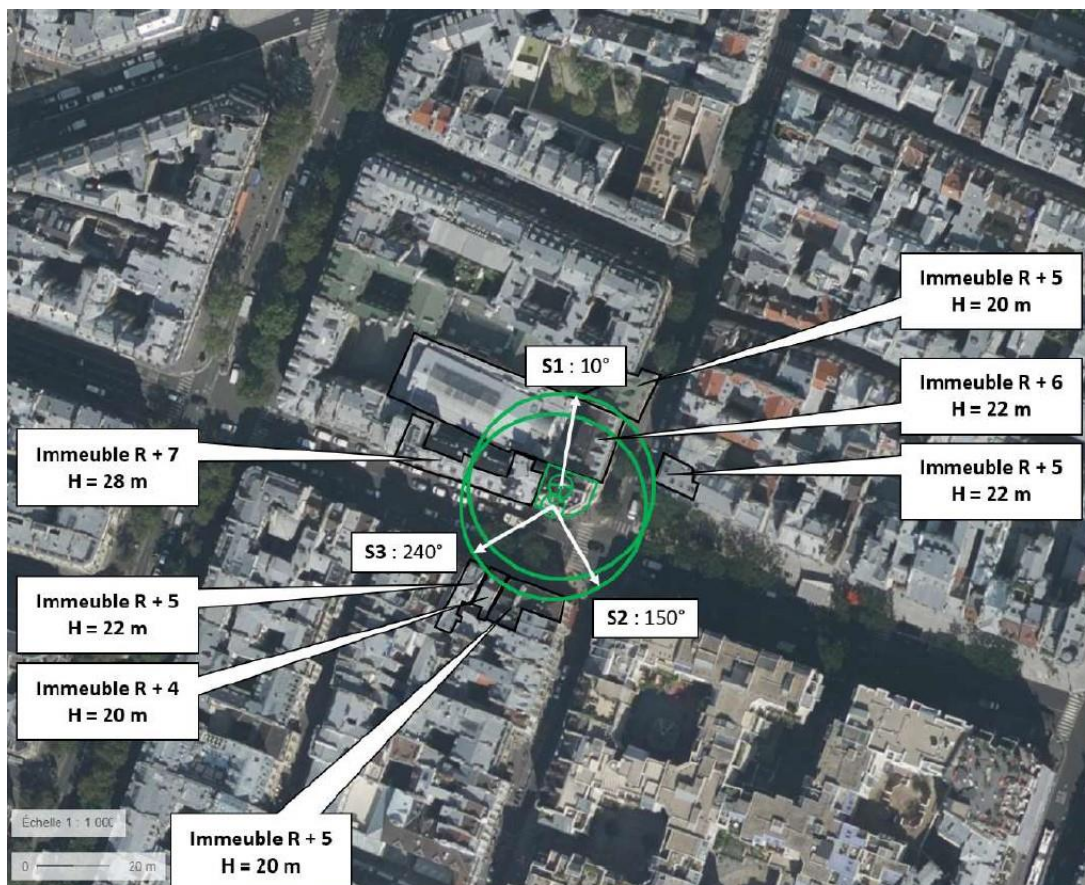 Immeuble R + 5
H = 20 m
S1 : 10°
Immeuble R + 6
H = 22 m
Immeuble R + 7
H = 28 m
Immeuble R + 5
H = 22 m
S3 : 240°
Immeuble R + 5
H = 22 m
S2 : 150°
Immeuble R + 4
H = 20 m
Immeuble R + 5
H = 20 m
Échelle 1 : 1 000
0 20 m